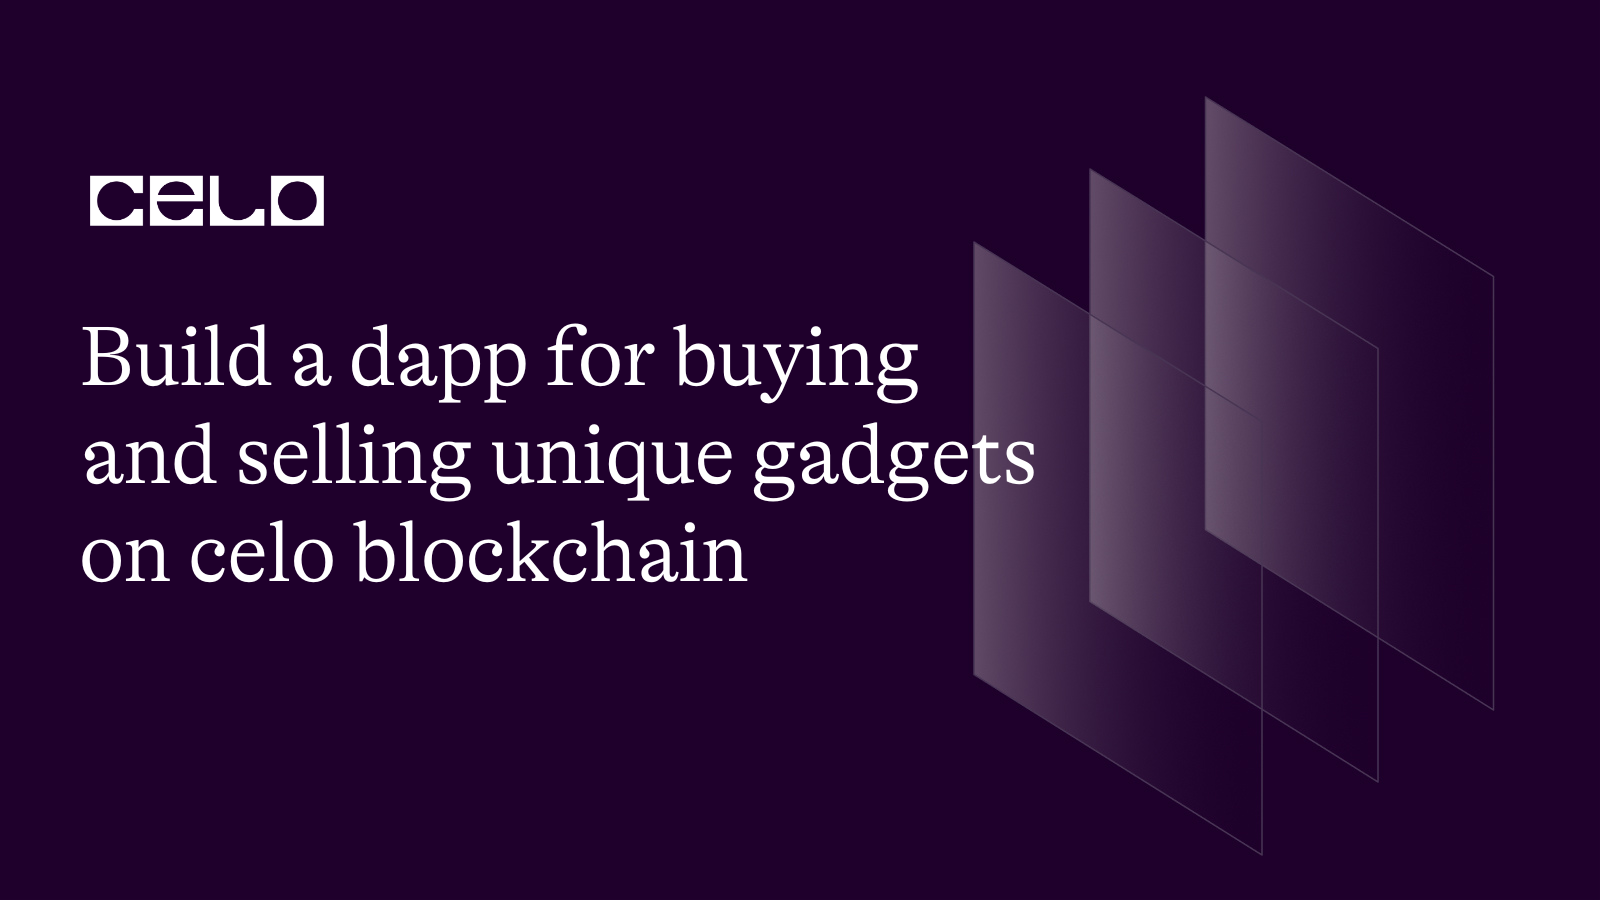 CELO
Build a dapp for buying
and selling unique gadgets
on celo blockchain